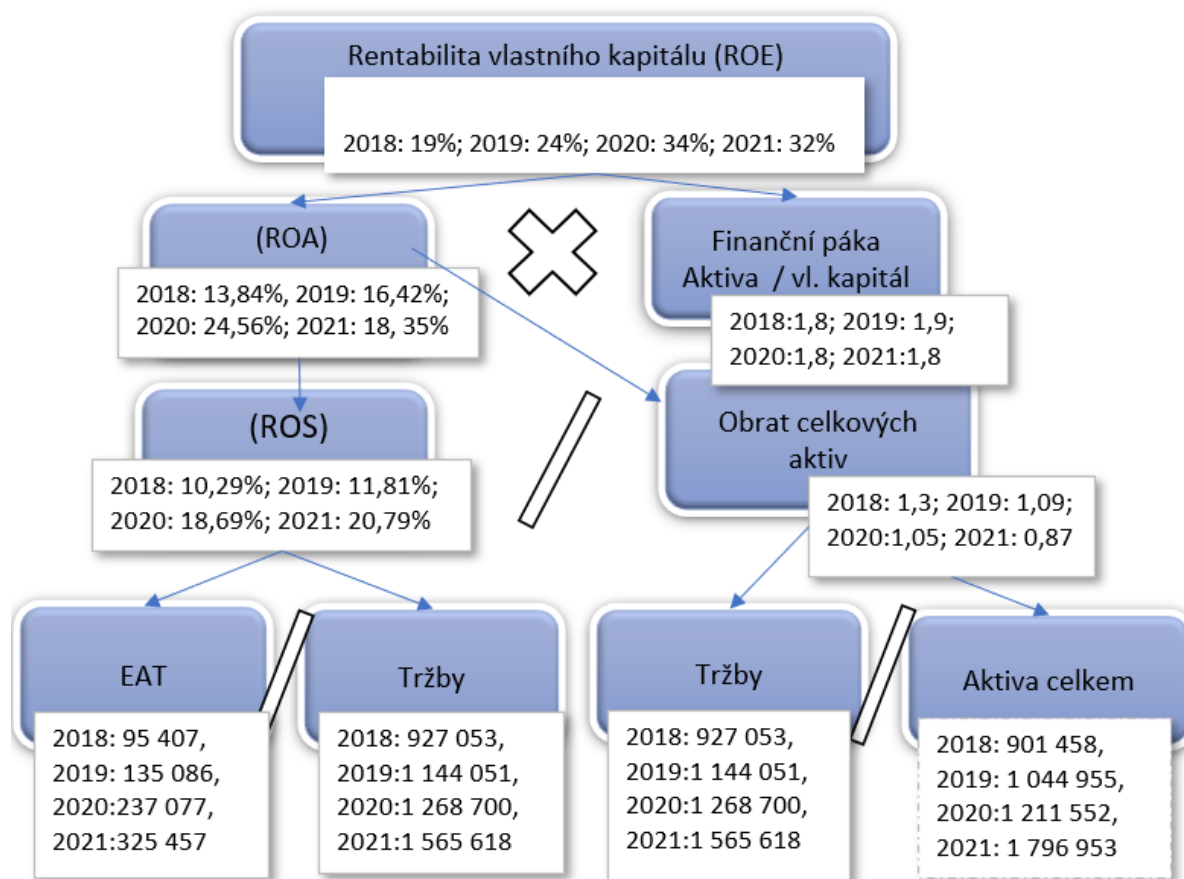 Rentabilita vlastního kapitálu (ROE)
2018: 19%; 2019: 24%; 2020: 34%; 2021: 32%
(ROA)
2018: 13,84%, 2019: 16,42%;
2020: 24,56%; 2021: 18, 35%
Finanční páka
Aktiva / vl. kapitál
2018:1,8; 2019: 1,9;
2020:1,8; 2021:1,8
(ROS)
2018: 10,29%; 2019: 11,81%;
2020: 18,69%; 2021: 20,79%
Obrat celkových
aktiv
2018: 1,3; 2019: 1,09;
2020:1,05; 2021: 0,87
EAT
2018: 95 407,
2019: 135 086,
2020:237 077,
2021:325 457
Tržby
2018: 927 053,
2019:1 144 051,
2020:1 268 700,
2021:1 565 618
Tržby
2018: 927 053,
2019:1 144 051,
2020:1 268 700,
2021:1 565 618
Aktiva celkem
2018: 901 458,
2019: 1 044 955,
2020:1 211 552,
2021: 1 796 953